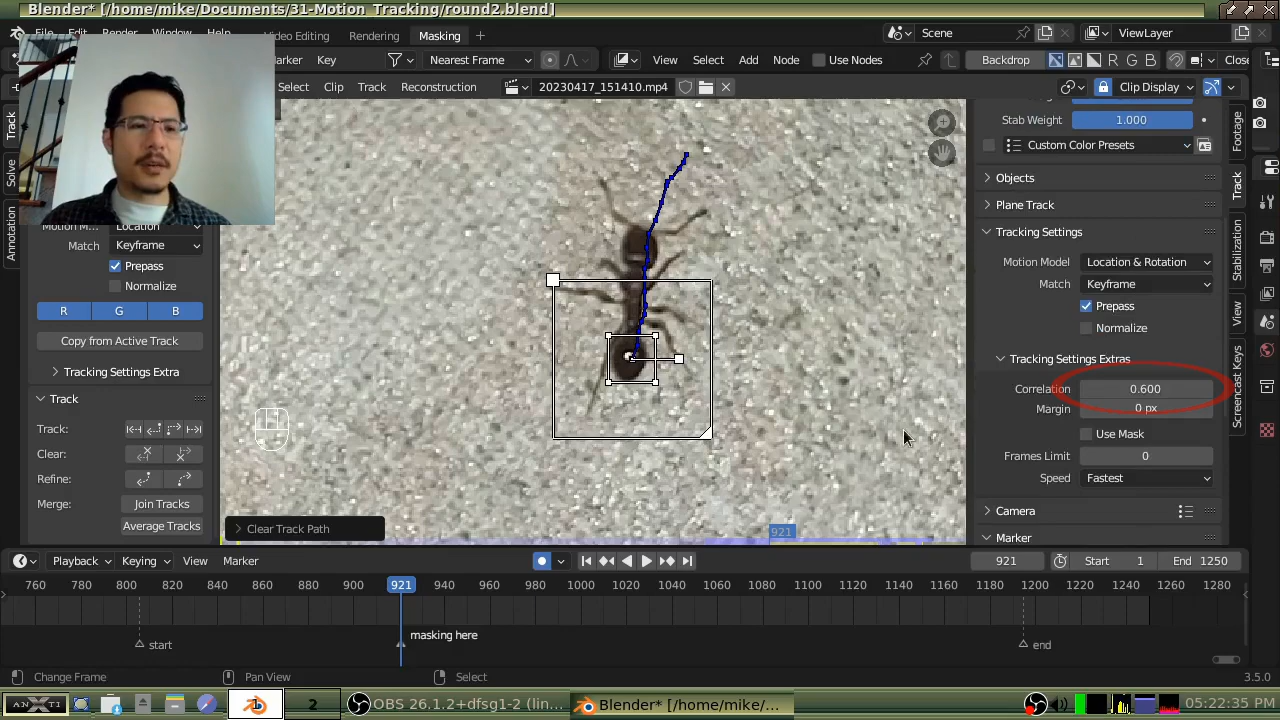 Blender* [/home/mike/Documents/31-Motion_Tracking/round2.blend]
File Edit Render Window Help Video Editing Rendering Masking + Scene ViewLayer
Marker Key Nearest Frame View Select Add Node Use Nodes Backdrop R G B
Select Clip Track Reconstruction 20230417_151410.mp4 Clip Display
Stab Weight 1.000
Custom Color Presets
Objects
Plane Track
Tracking Settings
Motion Model Location & Rotation
Match Keyframe
Prepass
Normalize
Tracking Settings Extras
Correlation 0.600
Margin 0 px
Use Mask
Frames Limit 0
Speed Fastest
Camera
Marker
Footage
Track
Stabilization
View
Screencast Keys
Track
Solve
Annotation
Motion M... Location
Match Keyframe
Prepass
Normalize
R G B
Copy from Active Track
Tracking Settings Extra
Track
Track:
Clear:
Refine:
Merge: Join Tracks
Average Tracks
Clear Track Path
921
Playback Keying View Marker 921 Start 1 End 1250
760 780 800 820 840 860 880 900 921 940 960 980 1000 1020 1040 1060 1080 1100 1120 1140 1160 1180 1200 1220 1240 1260 1280
masking here
start end
Change Frame Pan View Select 3.5.0
1 2 OBS 26.1.2+dfsg1-2 (lin... Blender* [/home/mike/... 05:22:35 PM